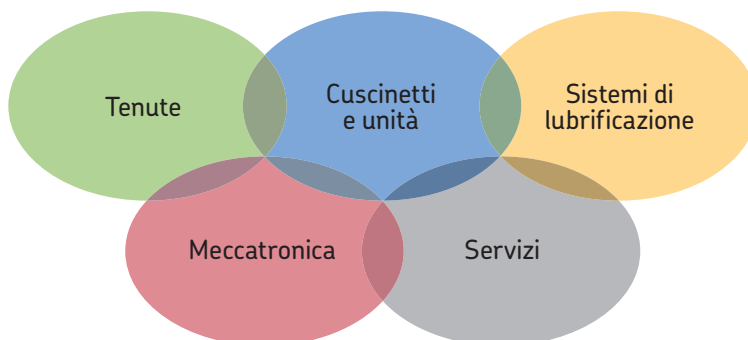 Tenute
Cuscinetti
e unità
Sistemi di
lubrificazione
Meccatronica
Servizi